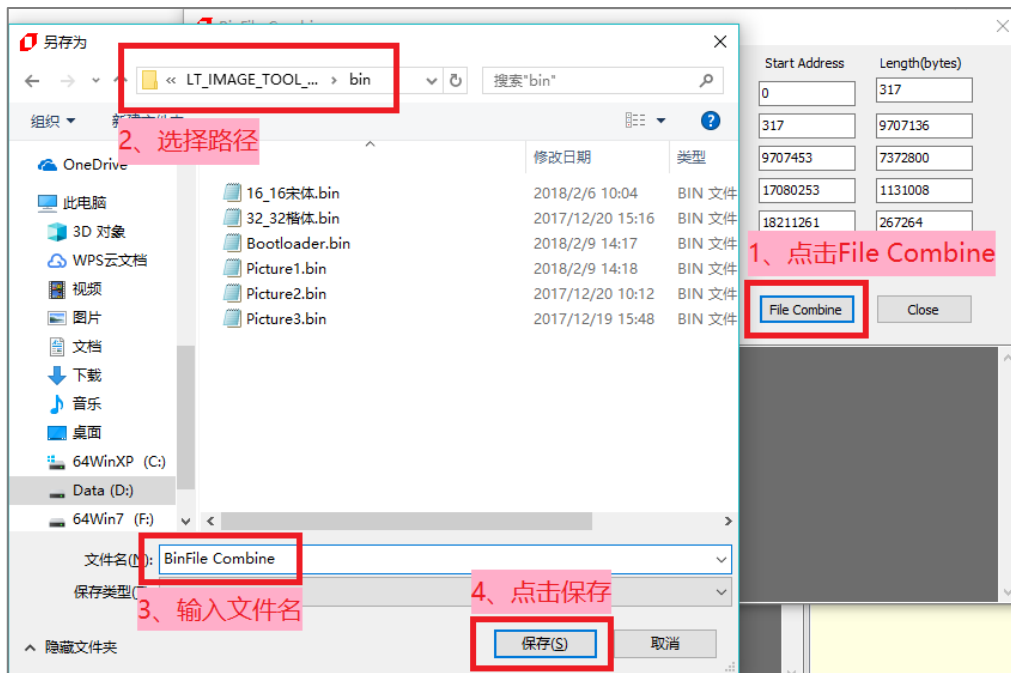 另存为
« LT_IMAGE_TOOL_... › bin
搜索"bin"
组织
2、选择路径
修改日期
类型
OneDrive
此电脑
3D 对象
WPS云文档
视频
图片
文档
下载
音乐
桌面
64WinXP (C:)
Data (D:)
64Win7 (F:)
16_16宋体.bin 2018/2/6 10:04 BIN 文件
32_32楷体.bin 2017/12/20 15:16 BIN 文件
Bootloader.bin 2018/2/9 14:17 BIN 文件
Picture1.bin 2018/2/9 14:18 BIN 文件
Picture2.bin 2017/12/20 10:12 BIN 文件
Picture3.bin 2017/12/19 15:48 BIN 文件
文件名(N): BinFile Combine
保存类型
3、输入文件名
4、点击保存
隐藏文件夹
保存(S)
取消
Start Address Length(bytes)
0 317
317 9707136
9707453 7372800
17080253 1131008
18211261 267264
1、点击File Combine
File Combine
Close